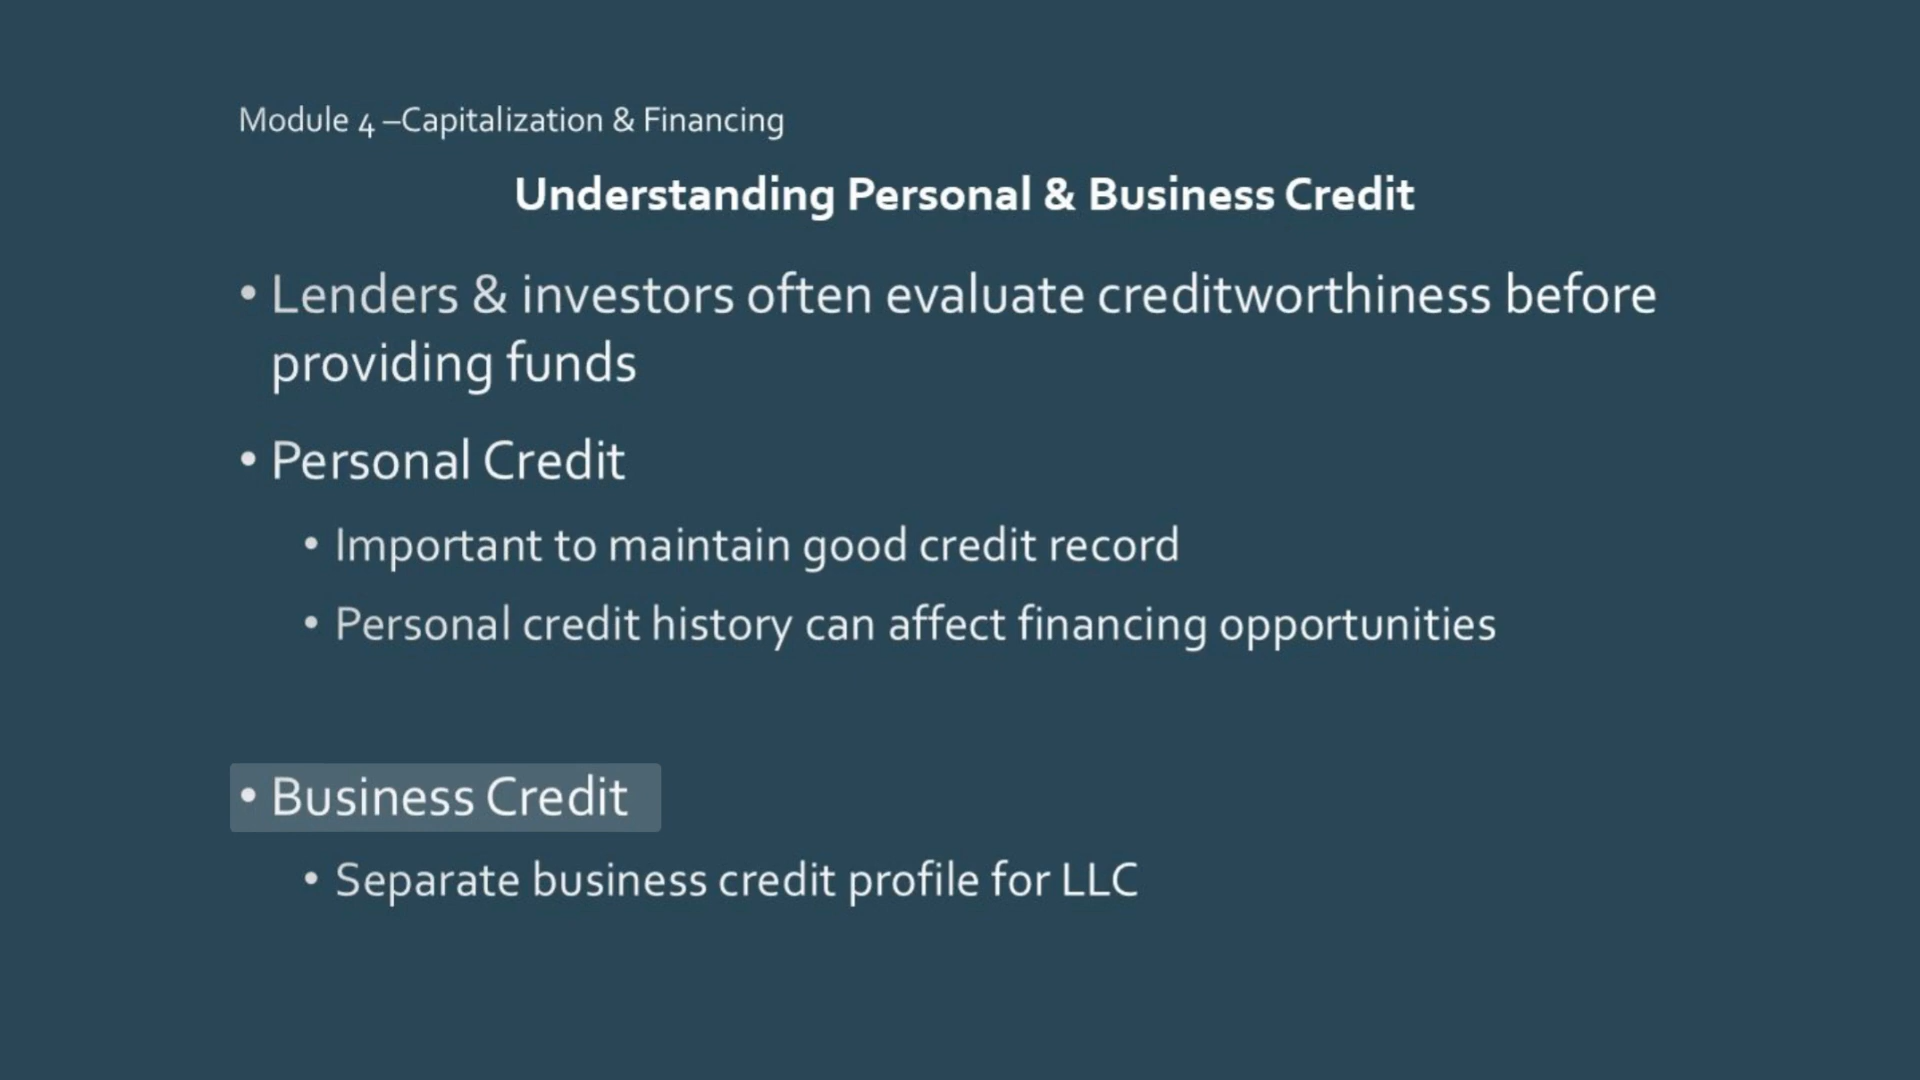 Module 4 –Capitalization & Financing
Understanding Personal & Business Credit
• Lenders & investors often evaluate creditworthiness before
providing funds
• Personal Credit
• Important to maintain good credit record
• Personal credit history can affect financing opportunities
• Business Credit
• Separate business credit profile for LLC